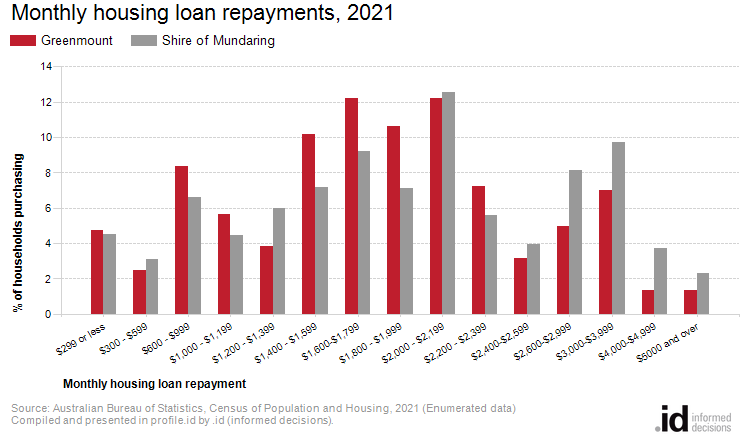 Monthly housing loan repayments, 2021
Greenmount
Shire of Mundaring
14
12
10
8
6
4
2
0
% of households purchasing
$299 or less
$300 - $599
$600 - $999
$1,000 - $1,199
$1,200 - $1,399
$1,400 - $1,599
$1,600-$1,799
$1,800 - $1,999
$2,000 - $2,199
$2,200 - $2,399
$2,400-$2,599
$2,600-$2,999
$3,000-$3,999
$4,000-$4,999
$5000 and over
Monthly housing loan repayment
Source: Australian Bureau of Statistics, Census of Population and Housing, 2021 (Enumerated data)
Compiled and presented in profile.id by .id (informed decisions).
.id informed
decisions